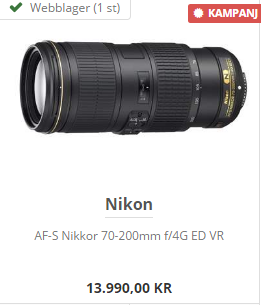 Webblager (1 st)
KAMPANJ
Nikon
AF-S Nikkor 70-200mm f/4G ED VR
13.990,00 KR